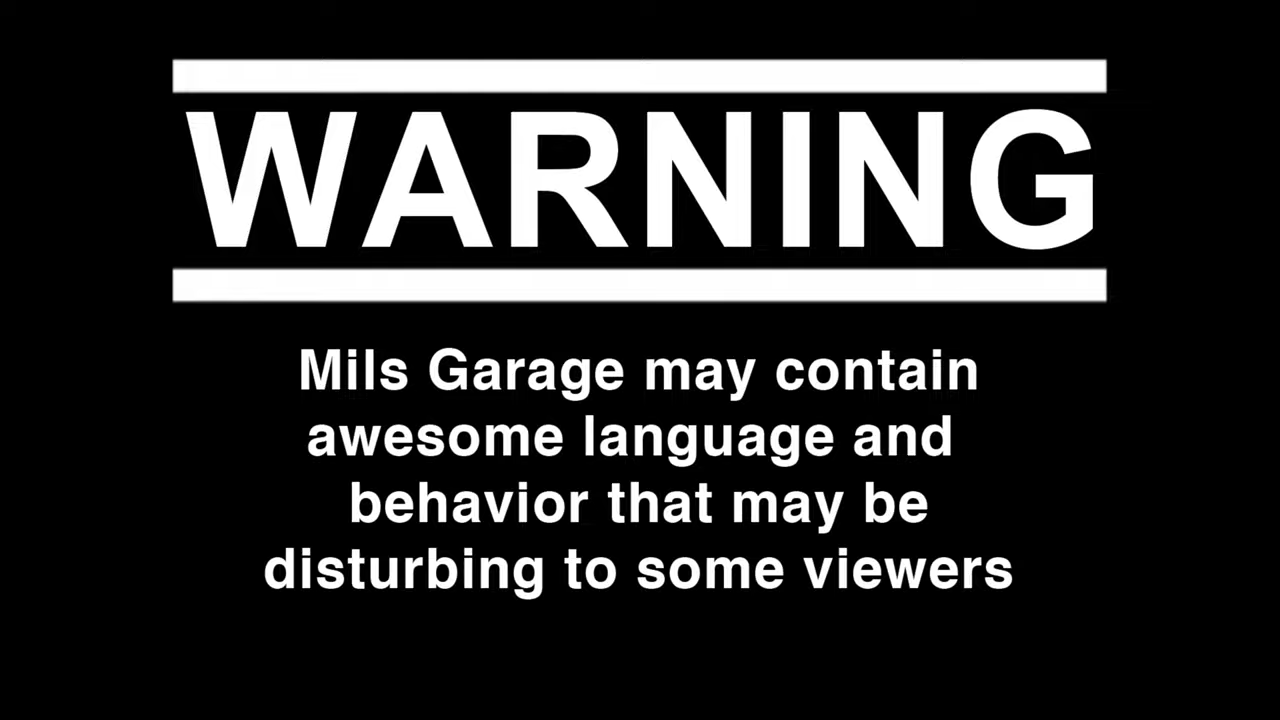 WARNING
Mils Garage may contain
awesome language and
behavior that may be
disturbing to some viewers